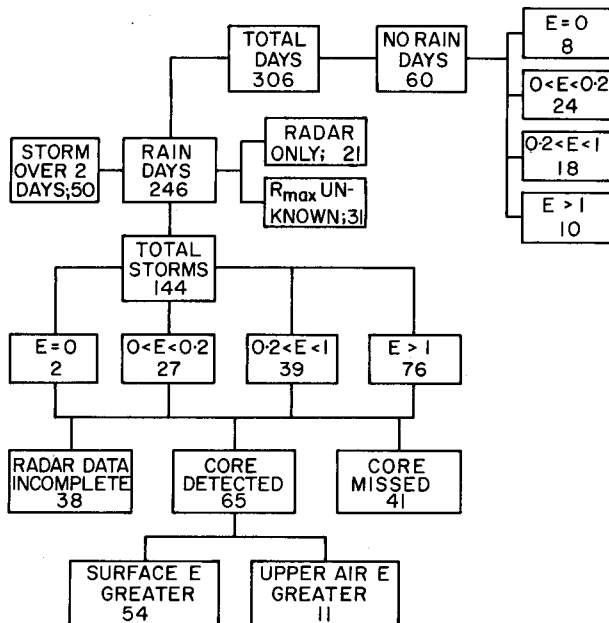 TOTAL
DAYS
306
NO RAIN
DAYS
60
E=0
8
0<E<0·2
24
0·2<E<1
18
E>1
10
STORM
OVER 2
DAYS;50
RAIN
DAYS
246
RADAR
ONLY; 21
Rmax UN-
KNOWN;31
TOTAL
STORMS
144
E=0
2
0<E<0·2
27
0·2<E<1
39
E>1
76
RADAR DATA
INCOMPLETE
38
CORE
DETECTED
65
CORE
MISSED
41
SURFACE E
GREATER
54
UPPER AIR E
GREATER
11